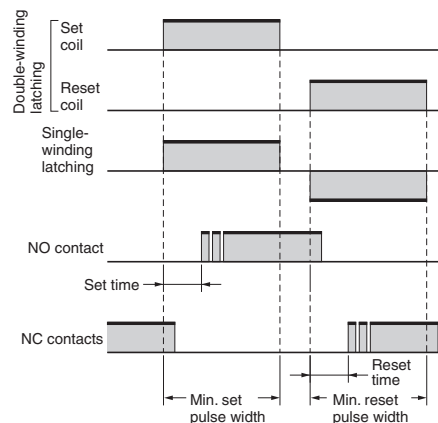 Double-winding
latching
Set
coil
Reset
coil
Single-
winding
latching
NO contact
Set time
NC contacts
Reset
time
Min. set
pulse width
Min. reset
pulse width